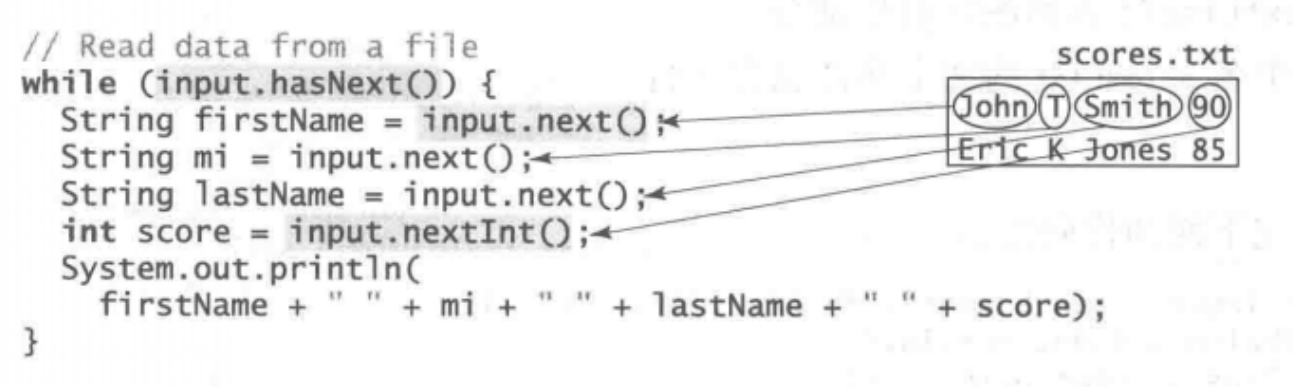 // Read data from a file
while (input.hasNext()) {
  String firstName = input.next();
  String mi = input.next();
  String lastName = input.next();
  int score = input.nextInt();
  System.out.println(
    firstName + " " + mi + " " + lastName + " " + score);
}
scores.txt
John T Smith 90
Eric K Jones 85